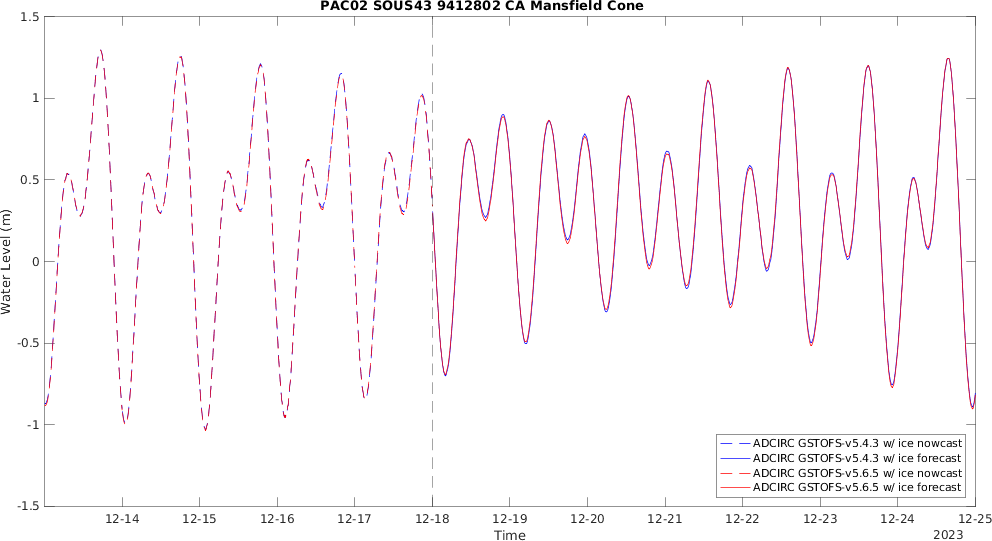 PAC02 SOUS43 9412802 CA Mansfield Cone
1.5
1
0.5
0
-0.5
-1
-1.5
Water Level (m)
12-14
12-15
12-16
12-17
12-18
12-19
12-20
12-21
12-22
12-23
12-24
12-25
Time
2023
ADCIRC GSTOFS-v5.4.3 w/ ice nowcast
ADCIRC GSTOFS-v5.4.3 w/ ice forecast
ADCIRC GSTOFS-v5.6.5 w/ ice nowcast
ADCIRC GSTOFS-v5.6.5 w/ ice forecast